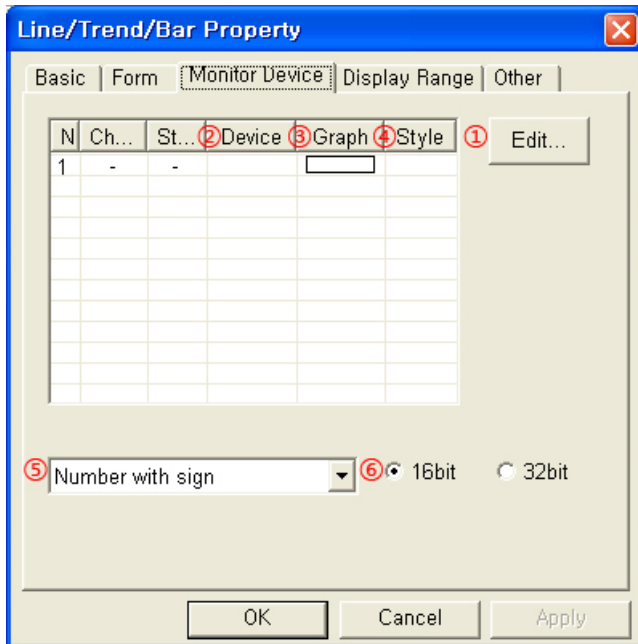 Line/Trend/Bar Property
Basic Form Monitor Device Display Range Other
N Ch... St... ②Device ③Graph ④Style ① Edit...
1 - -
⑤ Number with sign ⑥ 16bit 32bit
OK Cancel Apply